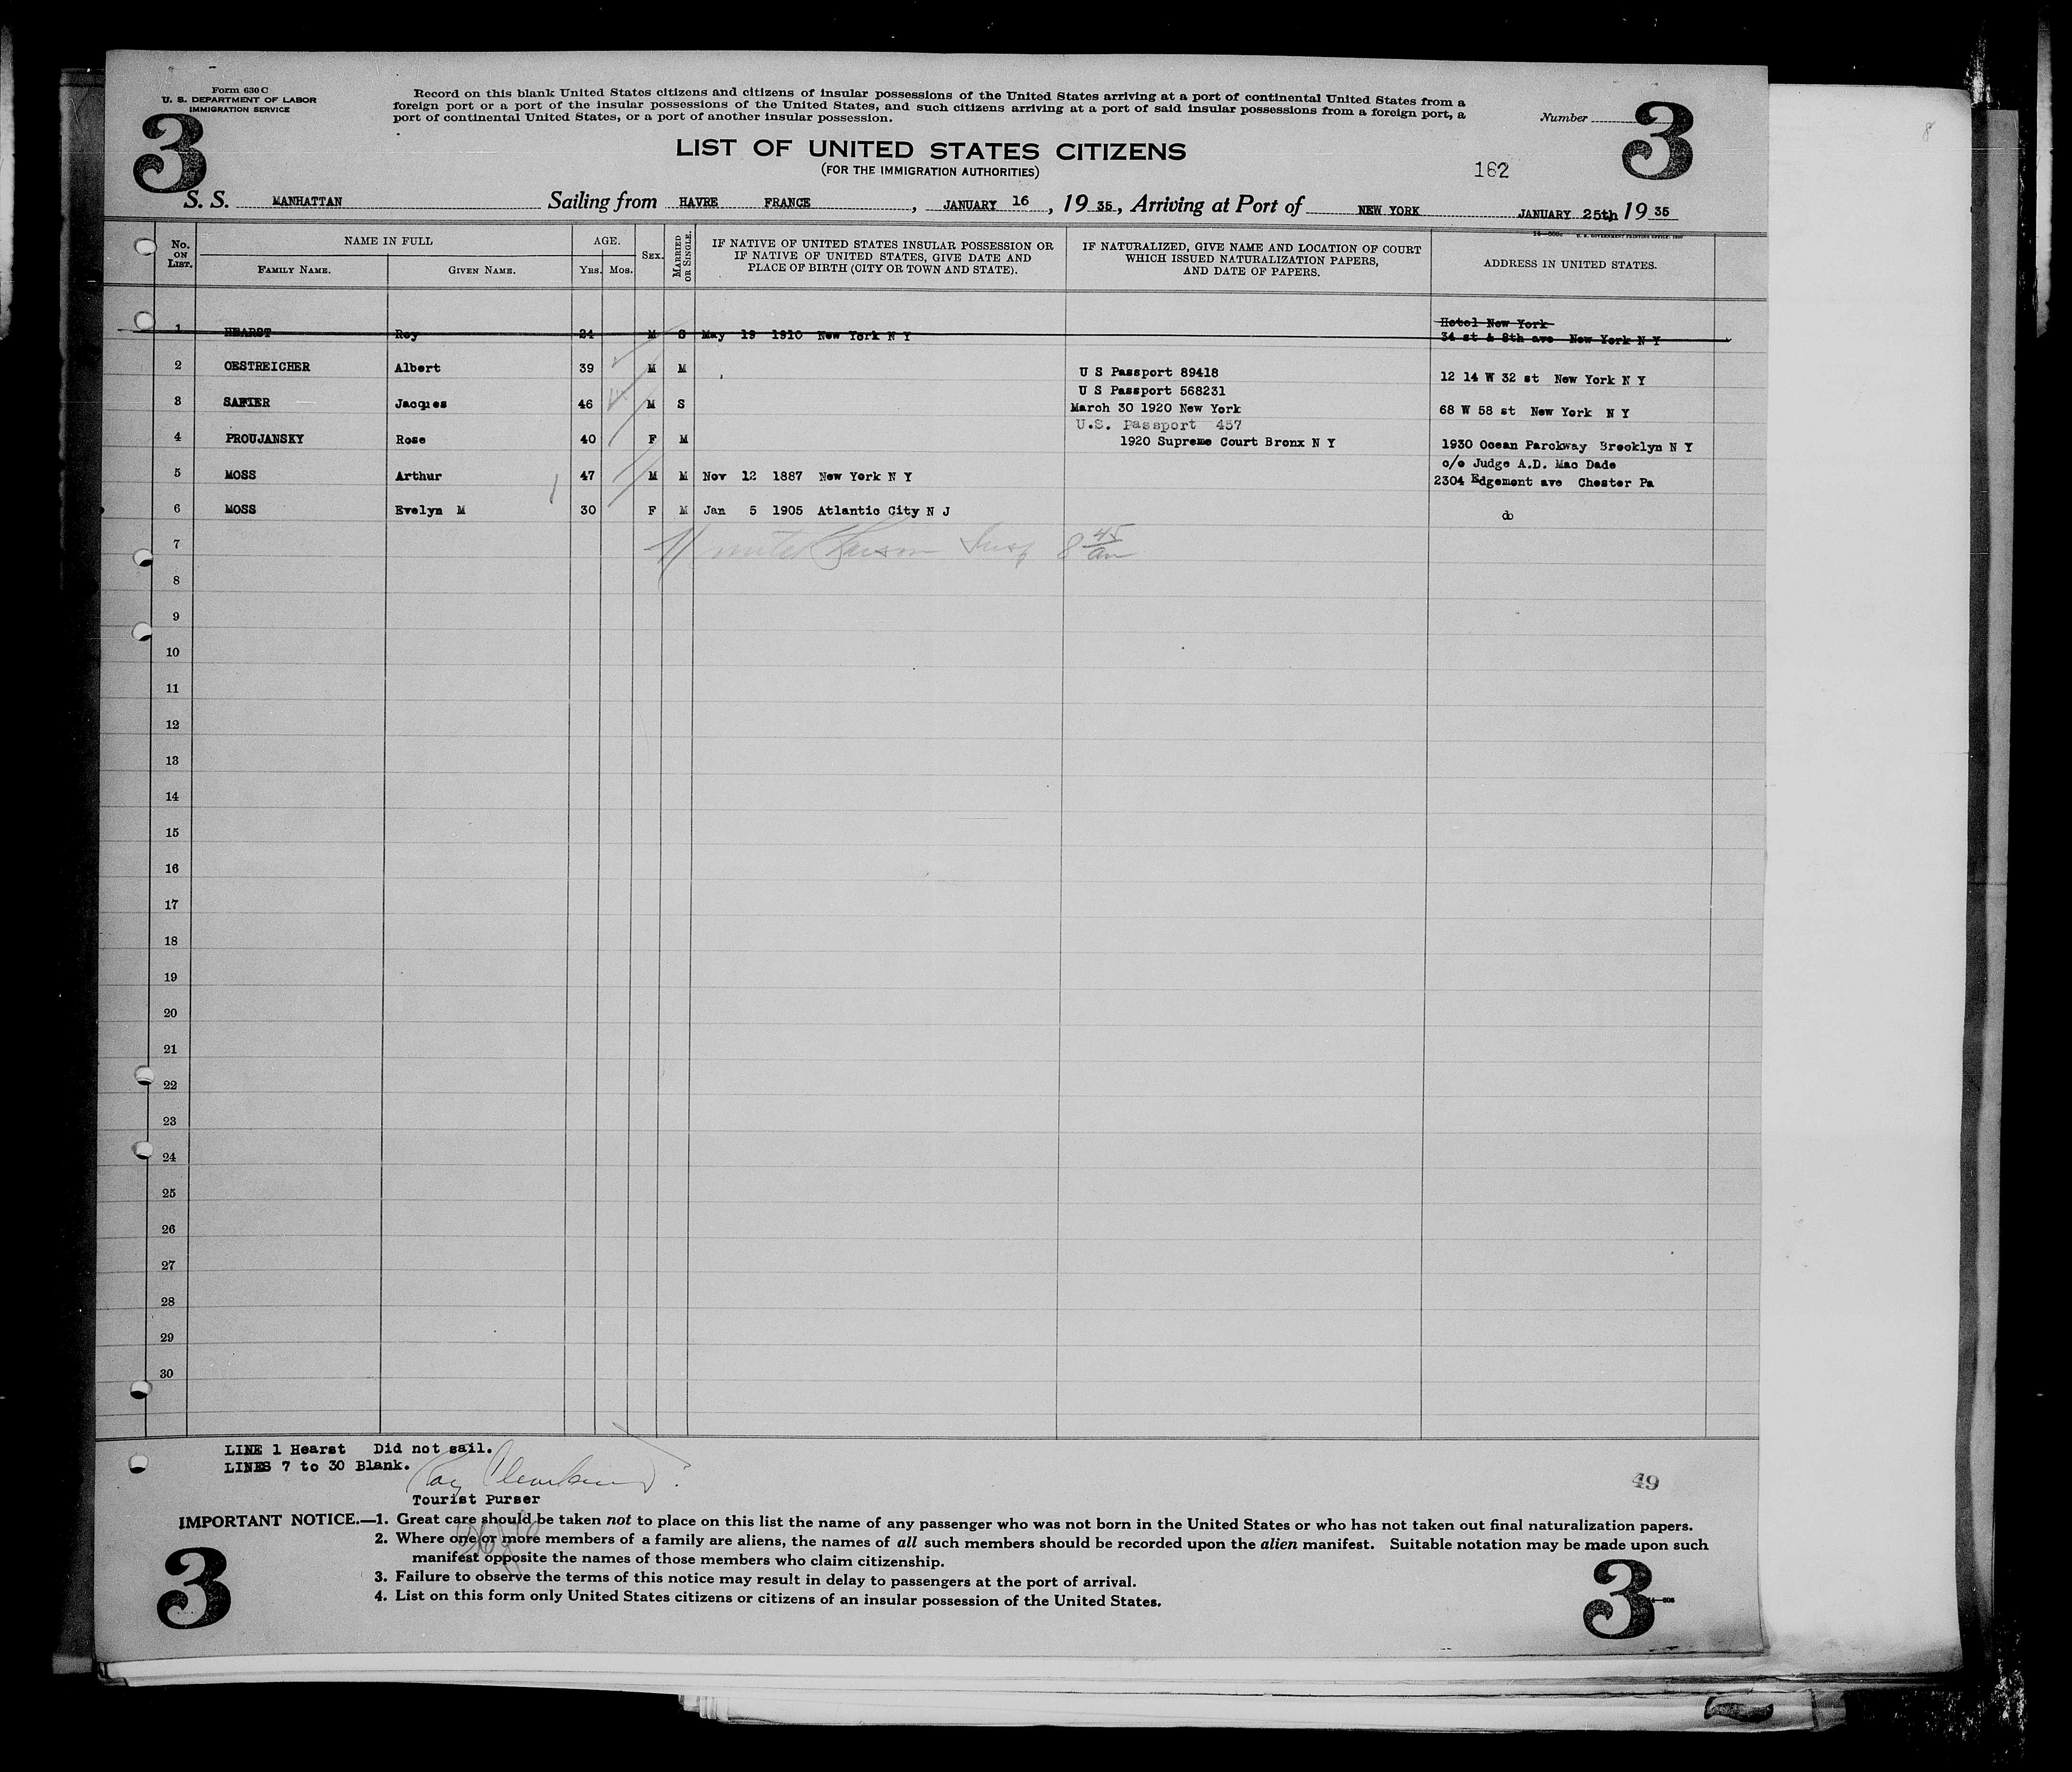 Form 630 C
U. S. DEPARTMENT OF LABOR
IMMIGRATION SERVICE
3
Record on this blank United States citizens and citizens of insular possessions of the United States arriving at a port of continental United States from a
foreign port or a port of the insular possessions of the United States, and such citizens arriving at a port of said insular possessions from a foreign port, a
port of continental United States, or a port of another insular possession.
Number
3
LIST OF UNITED STATES CITIZENS
(FOR THE IMMIGRATION AUTHORITIES)
162
S. S. MANHATTAN Sailing from HAVRE FRANCE, JANUARY 16, 19 35, Arriving at Port of NEW YORK JANUARY 25th 19 35
No. ON LIST. NAME IN FULL FAMILY NAME. GIVEN NAME. AGE. YRS. MOS. SEX. MARRIED OR SINGLE. IF NATIVE OF UNITED STATES INSULAR POSSESSION OR IF NATIVE OF UNITED STATES, GIVE DATE AND PLACE OF BIRTH (CITY OR TOWN AND STATE). IF NATURALIZED, GIVE NAME AND LOCATION OF COURT WHICH ISSUED NATURALIZATION PAPERS, AND DATE OF PAPERS. ADDRESS IN UNITED STATES.
Hotel New York
1 HEARST Roy 24 M S May 19 1910 New York N Y 34 st & 8th ave New York N Y
2 OESTREICHER Albert 39 M M U S Passport 89418 12 14 W 32 st New York N Y
U S Passport 568231
3 SAFIER Jacques 46 M S March 30 1920 New York 68 W 58 st New York N Y
U.S. Passport 457
4 PROUJANSKY Rose 40 F M 1920 Supreme Court Bronx N Y 1930 Ocean Parckway Brecklyn N Y
c/o Judge A.D. Mac Dade
5 MOSS Arthur 47 M M Nov 12 1887 New York N Y 2304 Edgement ave Chester Pa
6 MOSS Evelyn M 30 F M Jan 5 1905 Atlantic City N J do
7 8 45 am
8
9
10
11
12
13
14
15
16
17
18
19
20
21
22
23
24
25
26
27
28
29
30
LINE 1 Hearst Did not sail.
LINES 7 to 30 Blank.
Tourist Purser
49
IMPORTANT NOTICE.—1. Great care should be taken not to place on this list the name of any passenger who was not born in the United States or who has not taken out final naturalization papers.
2. Where one or more members of a family are aliens, the names of all such members should be recorded upon the alien manifest. Suitable notation may be made upon such
manifest opposite the names of those members who claim citizenship.
3. Failure to observe the terms of this notice may result in delay to passengers at the port of arrival.
4. List on this form only United States citizens or citizens of an insular possession of the United States.
3
3